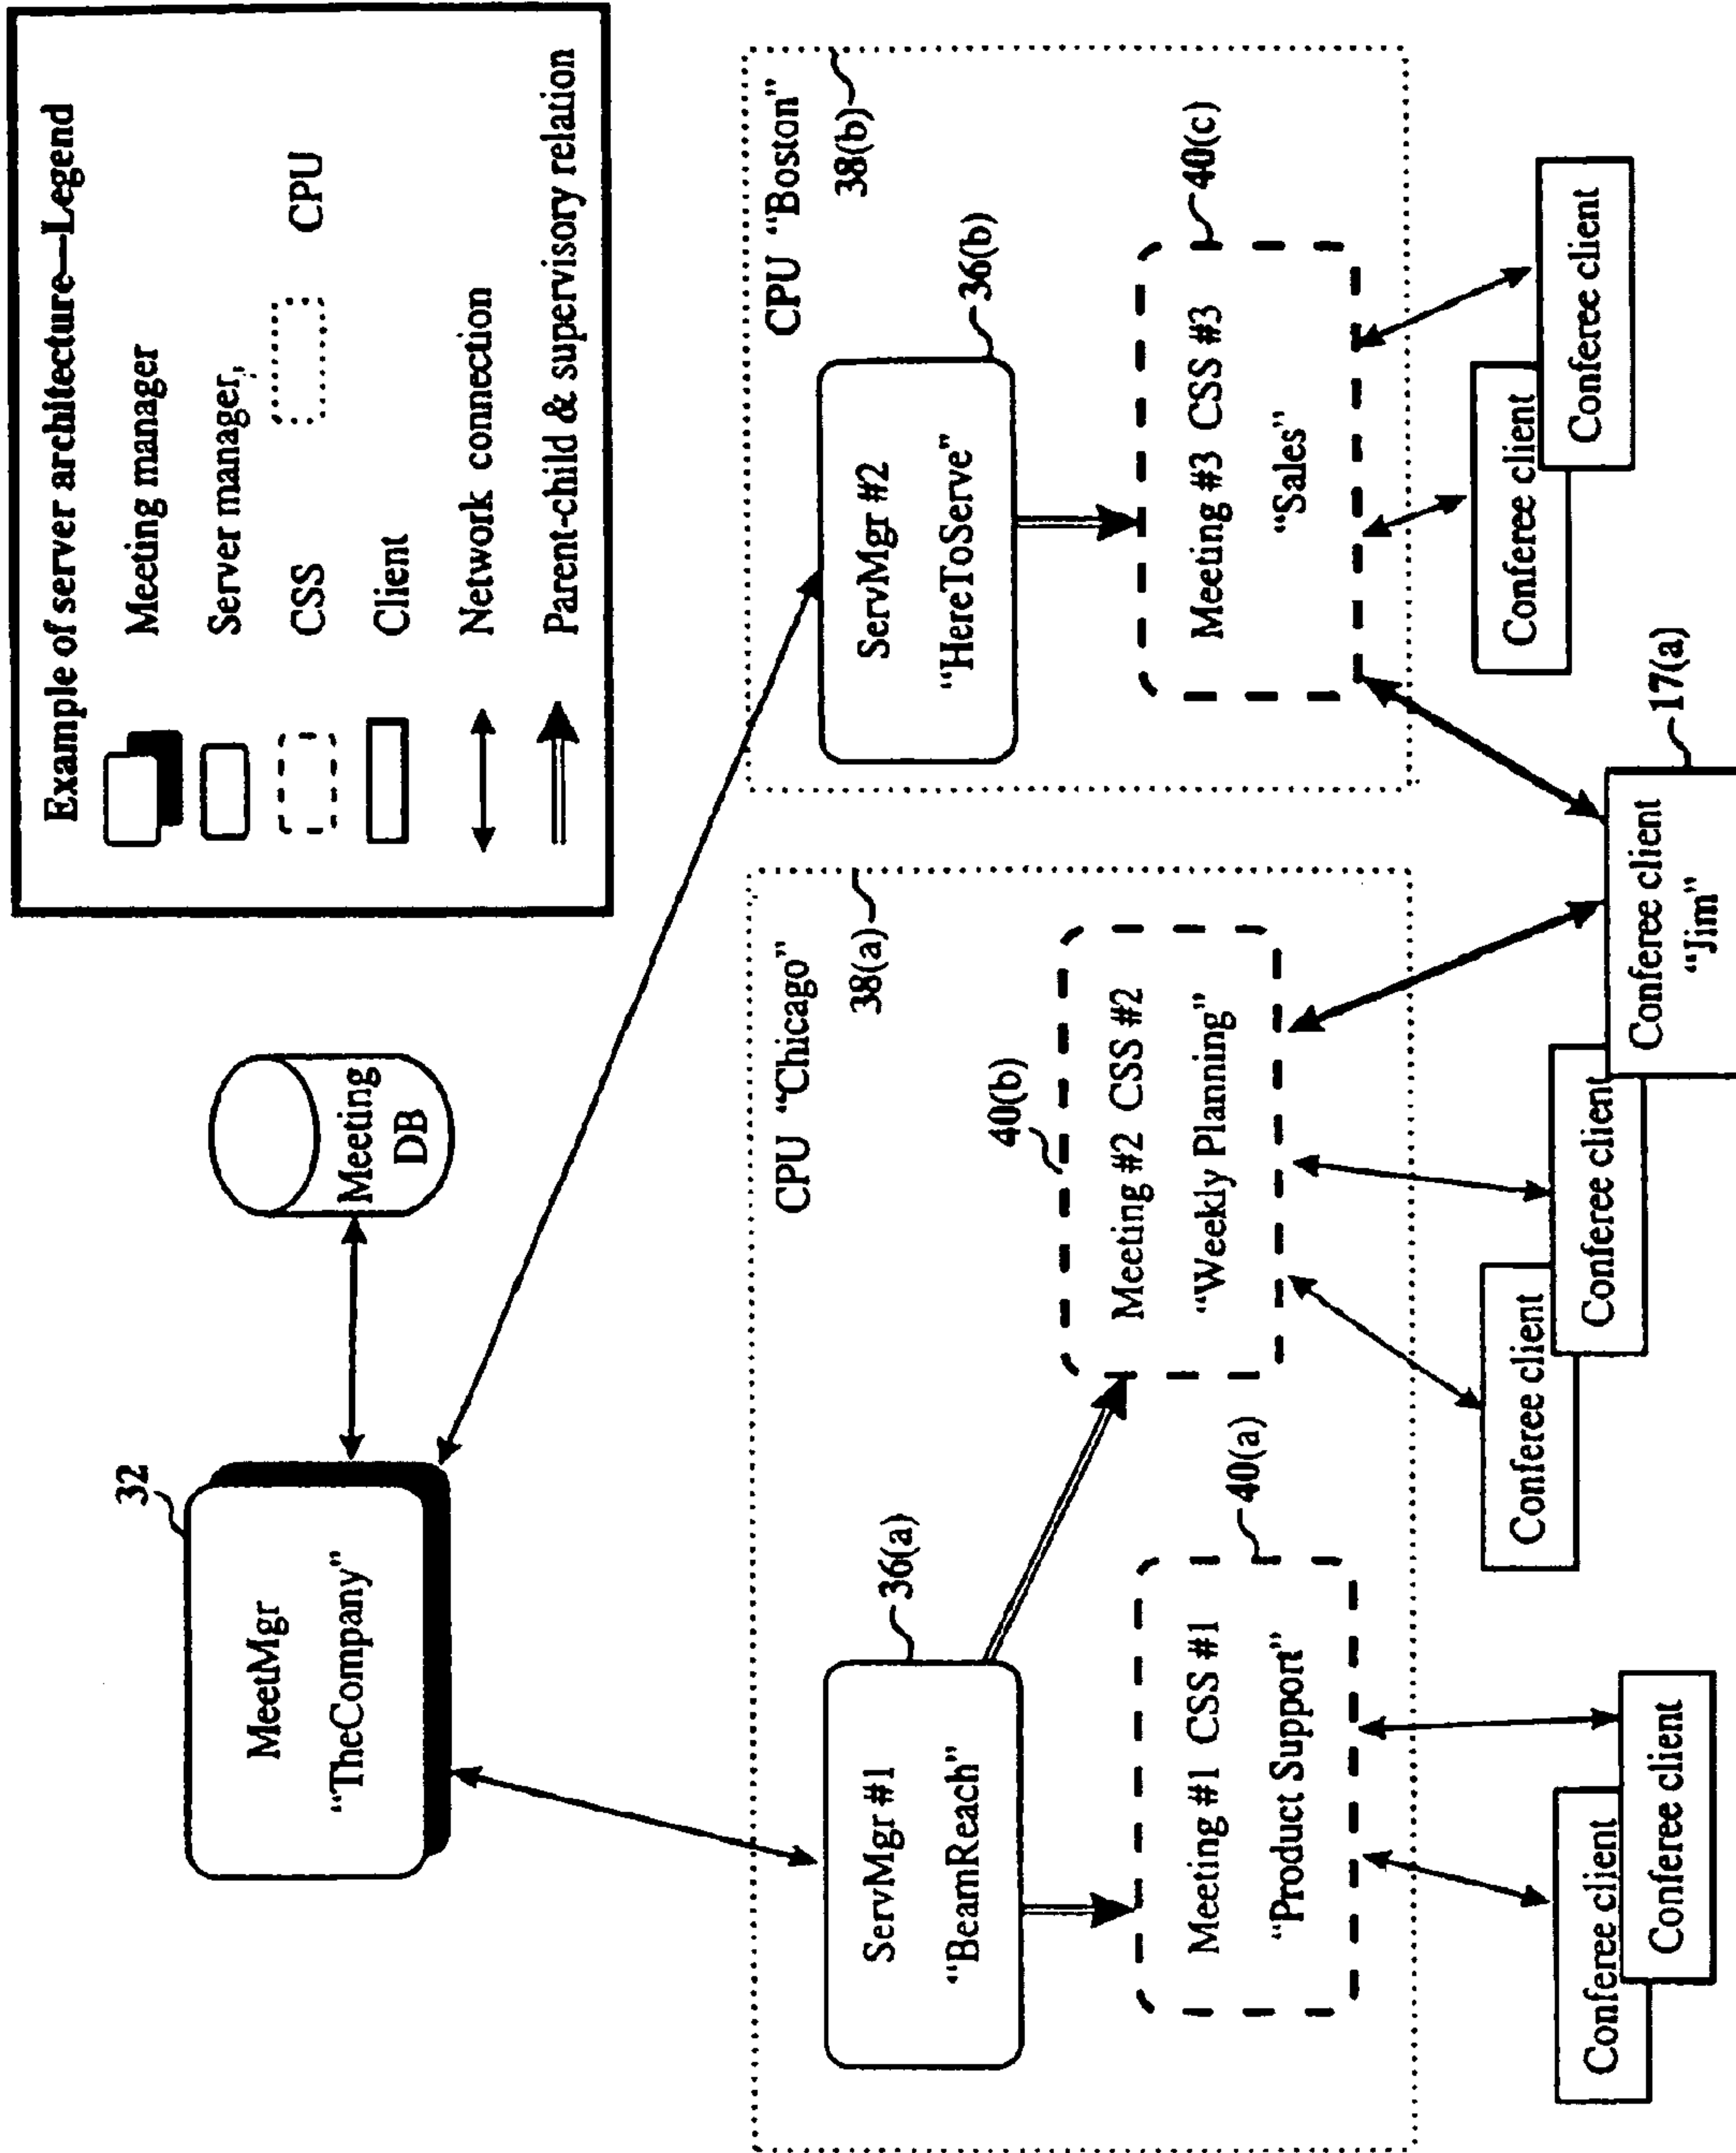 Example of server architecture—Legend
Meeting manager
Server manager,
CSS
CPU
Client
Network connection
Parent-child & supervisory relation
32
MeetMgr
"TheCompany"
Meeting
DB
CPU "Chicago"
38(a)
ServMgr #1
"BeamReach"
36(a)
Meeting #1 CSS #1
"Product Support"
40(a)
40(b)
Meeting #2 CSS #2
"Weekly Planning"
CPU "Boston"
38(b)
ServMgr #2
"HereToServe"
36(b)
Meeting #3 CSS #3
"Sales"
40(c)
Conferee client
Conferee client
Conferee client
Conferee client
Conferee client
"Jim"
17(a)
Conferee client
Conferee client